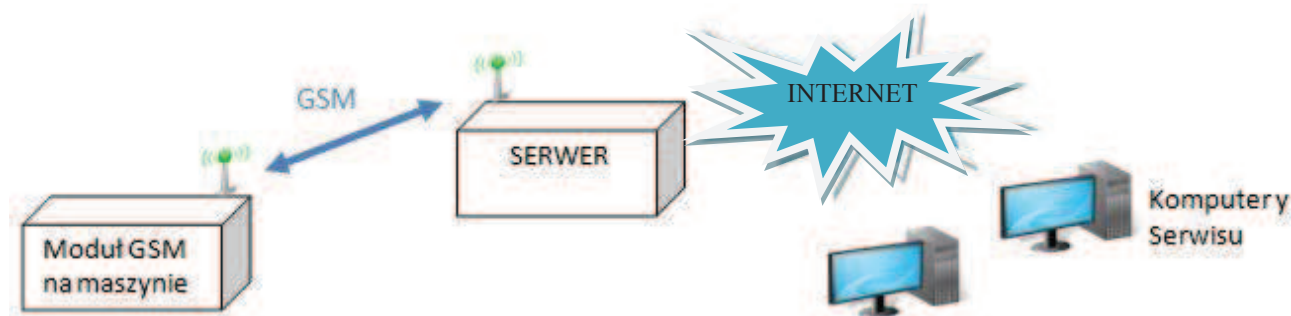 INTERNET
GSM
SERWER
Komputery
Serwisu
Moduł GSM
na maszynie